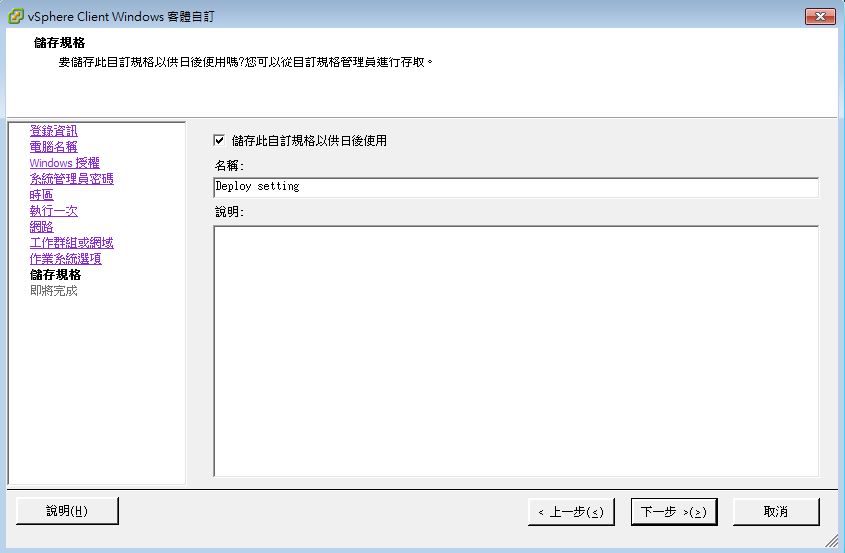 vSphere Client Windows 客體自訂
儲存規格
要儲存此自訂規格以供日後使用嗎?您可以從自訂規格管理員進行存取。
登錄資訊
電腦名稱
Windows 授權
系統管理員密碼
時區
執行一次
網路
工作群組或網域
作業系統選項
儲存規格
即將完成
儲存此自訂規格以供日後使用
名稱:
Deploy setting
說明:
說明(H)
< 上一步(<)
下一步 >(>)
取消